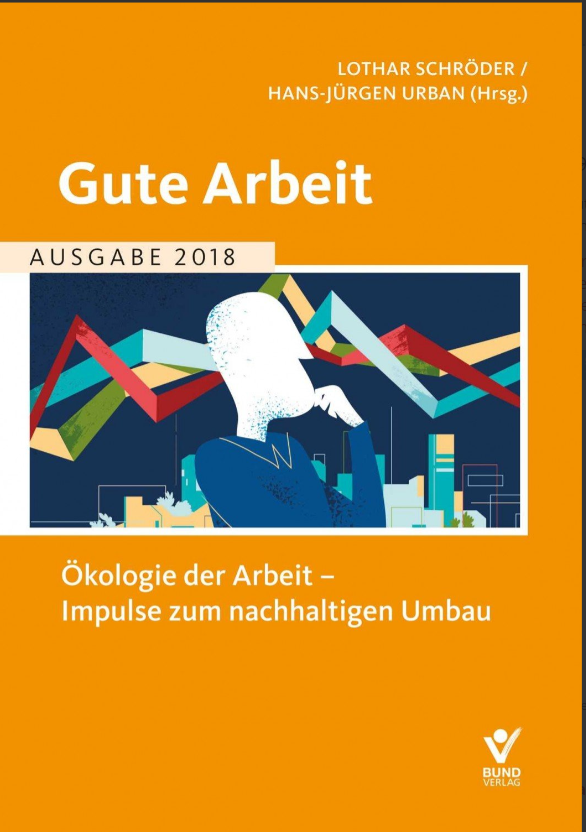 LOTHAR SCHRÖDER /
HANS-JÜRGEN URBAN (Hrsg.)
Gute Arbeit
AUSGABE 2018
Ökologie der Arbeit –
Impulse zum nachhaltigen Umbau
BUND
VERLAG